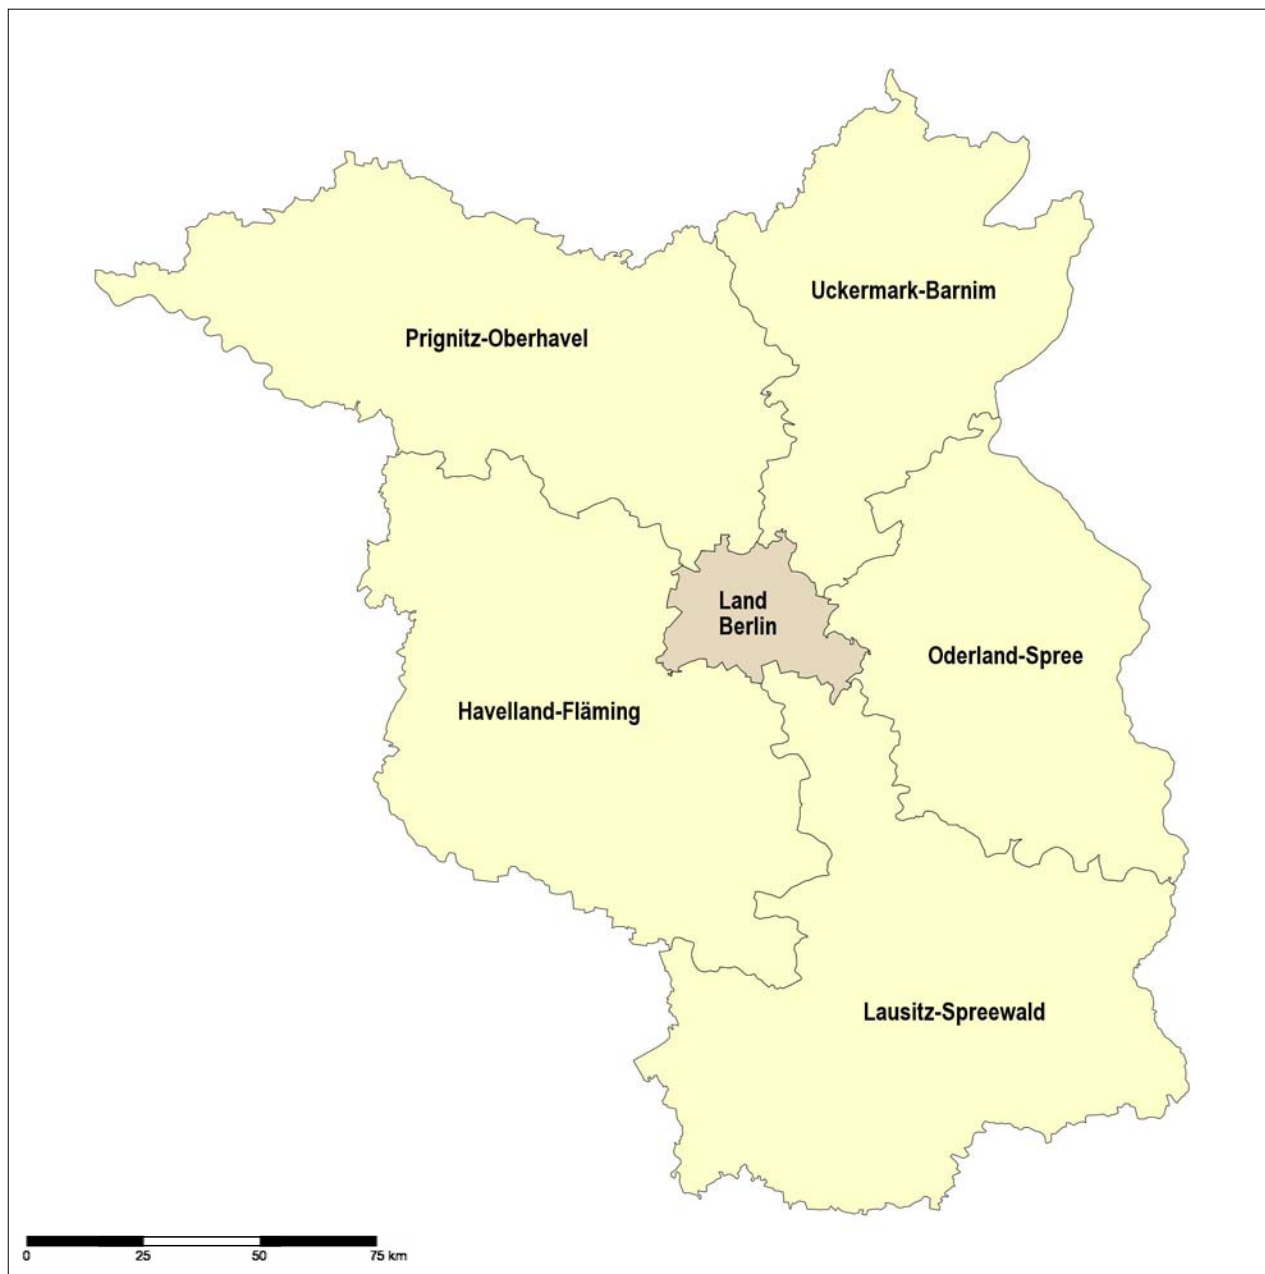 Uckermark-Barnim
Prignitz-Oberhavel
Land
Berlin
Oderland-Spree
Havelland-Fläming
Lausitz-Spreewald
0 25 50 75 km